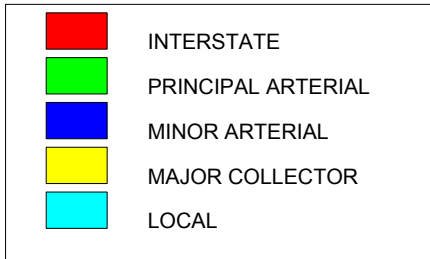 INTERSTATE
PRINCIPAL ARTERIAL
MINOR ARTERIAL
MAJOR COLLECTOR
LOCAL